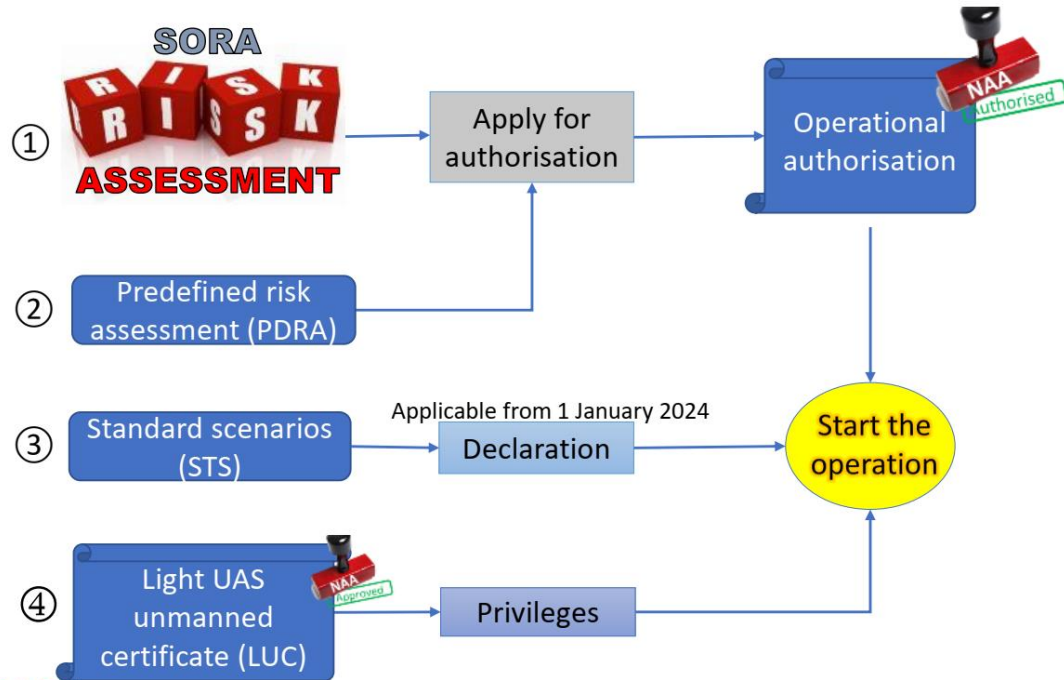 SORA
RISK
ASSESSMENT
①
Apply for
authorisation
Operational
authorisation
NAA
Authorised
②
Predefined risk
assessment (PDRA)
③
Standard scenarios
(STS)
Applicable from 1 January 2024
Declaration
Start the
operation
④
Light UAS
unmanned
certificate (LUC)
NAA
Approved
Privileges